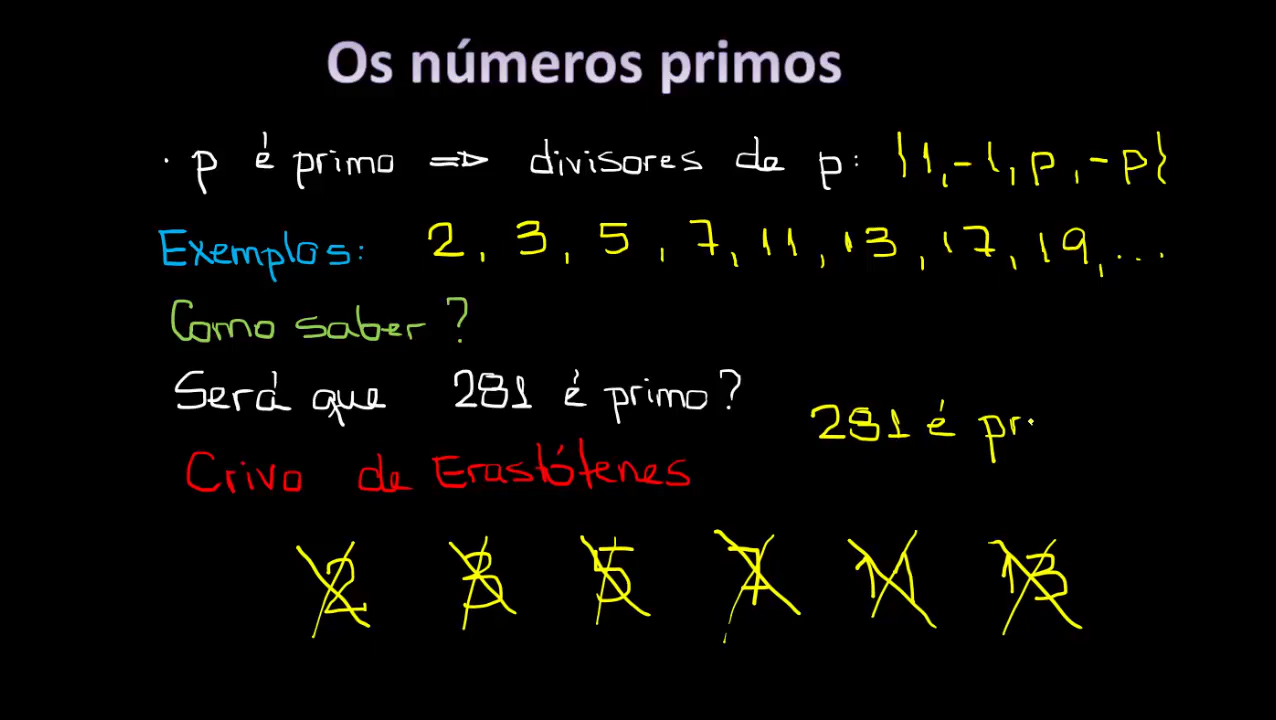 Os números primos
· p é primo ⇒ divisores de p: {1, -1, p, -p}
Exemplos: 2, 3, 5, 7, 11, 13, 17, 19, ...
Como saber?
Será que 281 é primo?
281 é pr
Crivo de Erastótenes
2 3 5 7 11 13